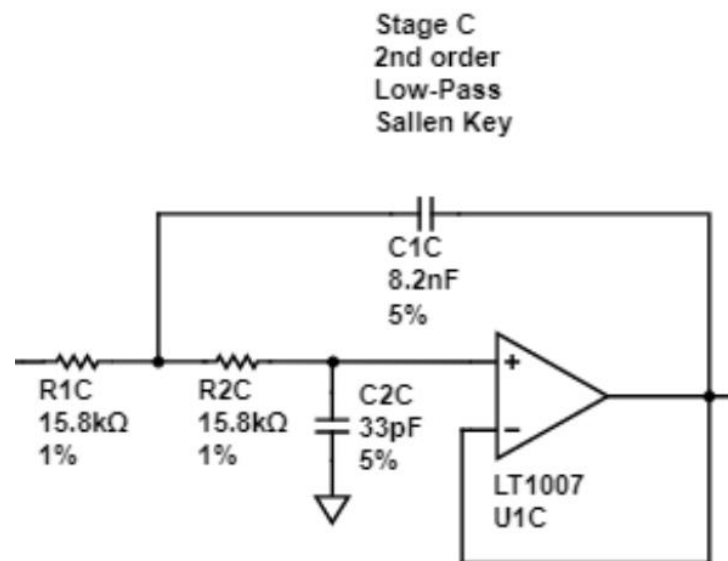 Stage C
2nd order
Low-Pass
Sallen Key
C1C
8.2nF
5%
R1C
15.8kΩ
1%
R2C
15.8kΩ
1%
C2C
33pF
5%
+
−
LT1007
U1C